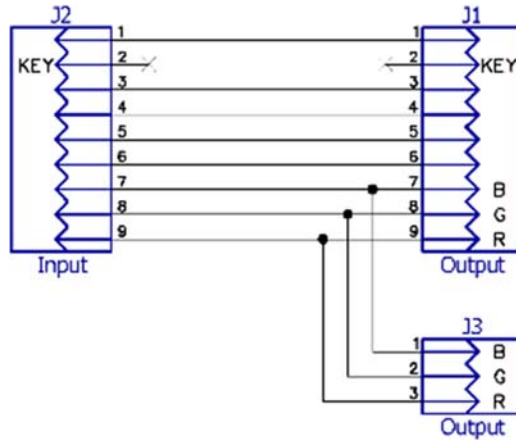 J2 J1
1 1
KEY 2 2 KEY
3 3
4 4
5 5
6 6
7 7 B
8 8 G
9 9 R
Input Output
J3
1 B
2 G
3 R
Output